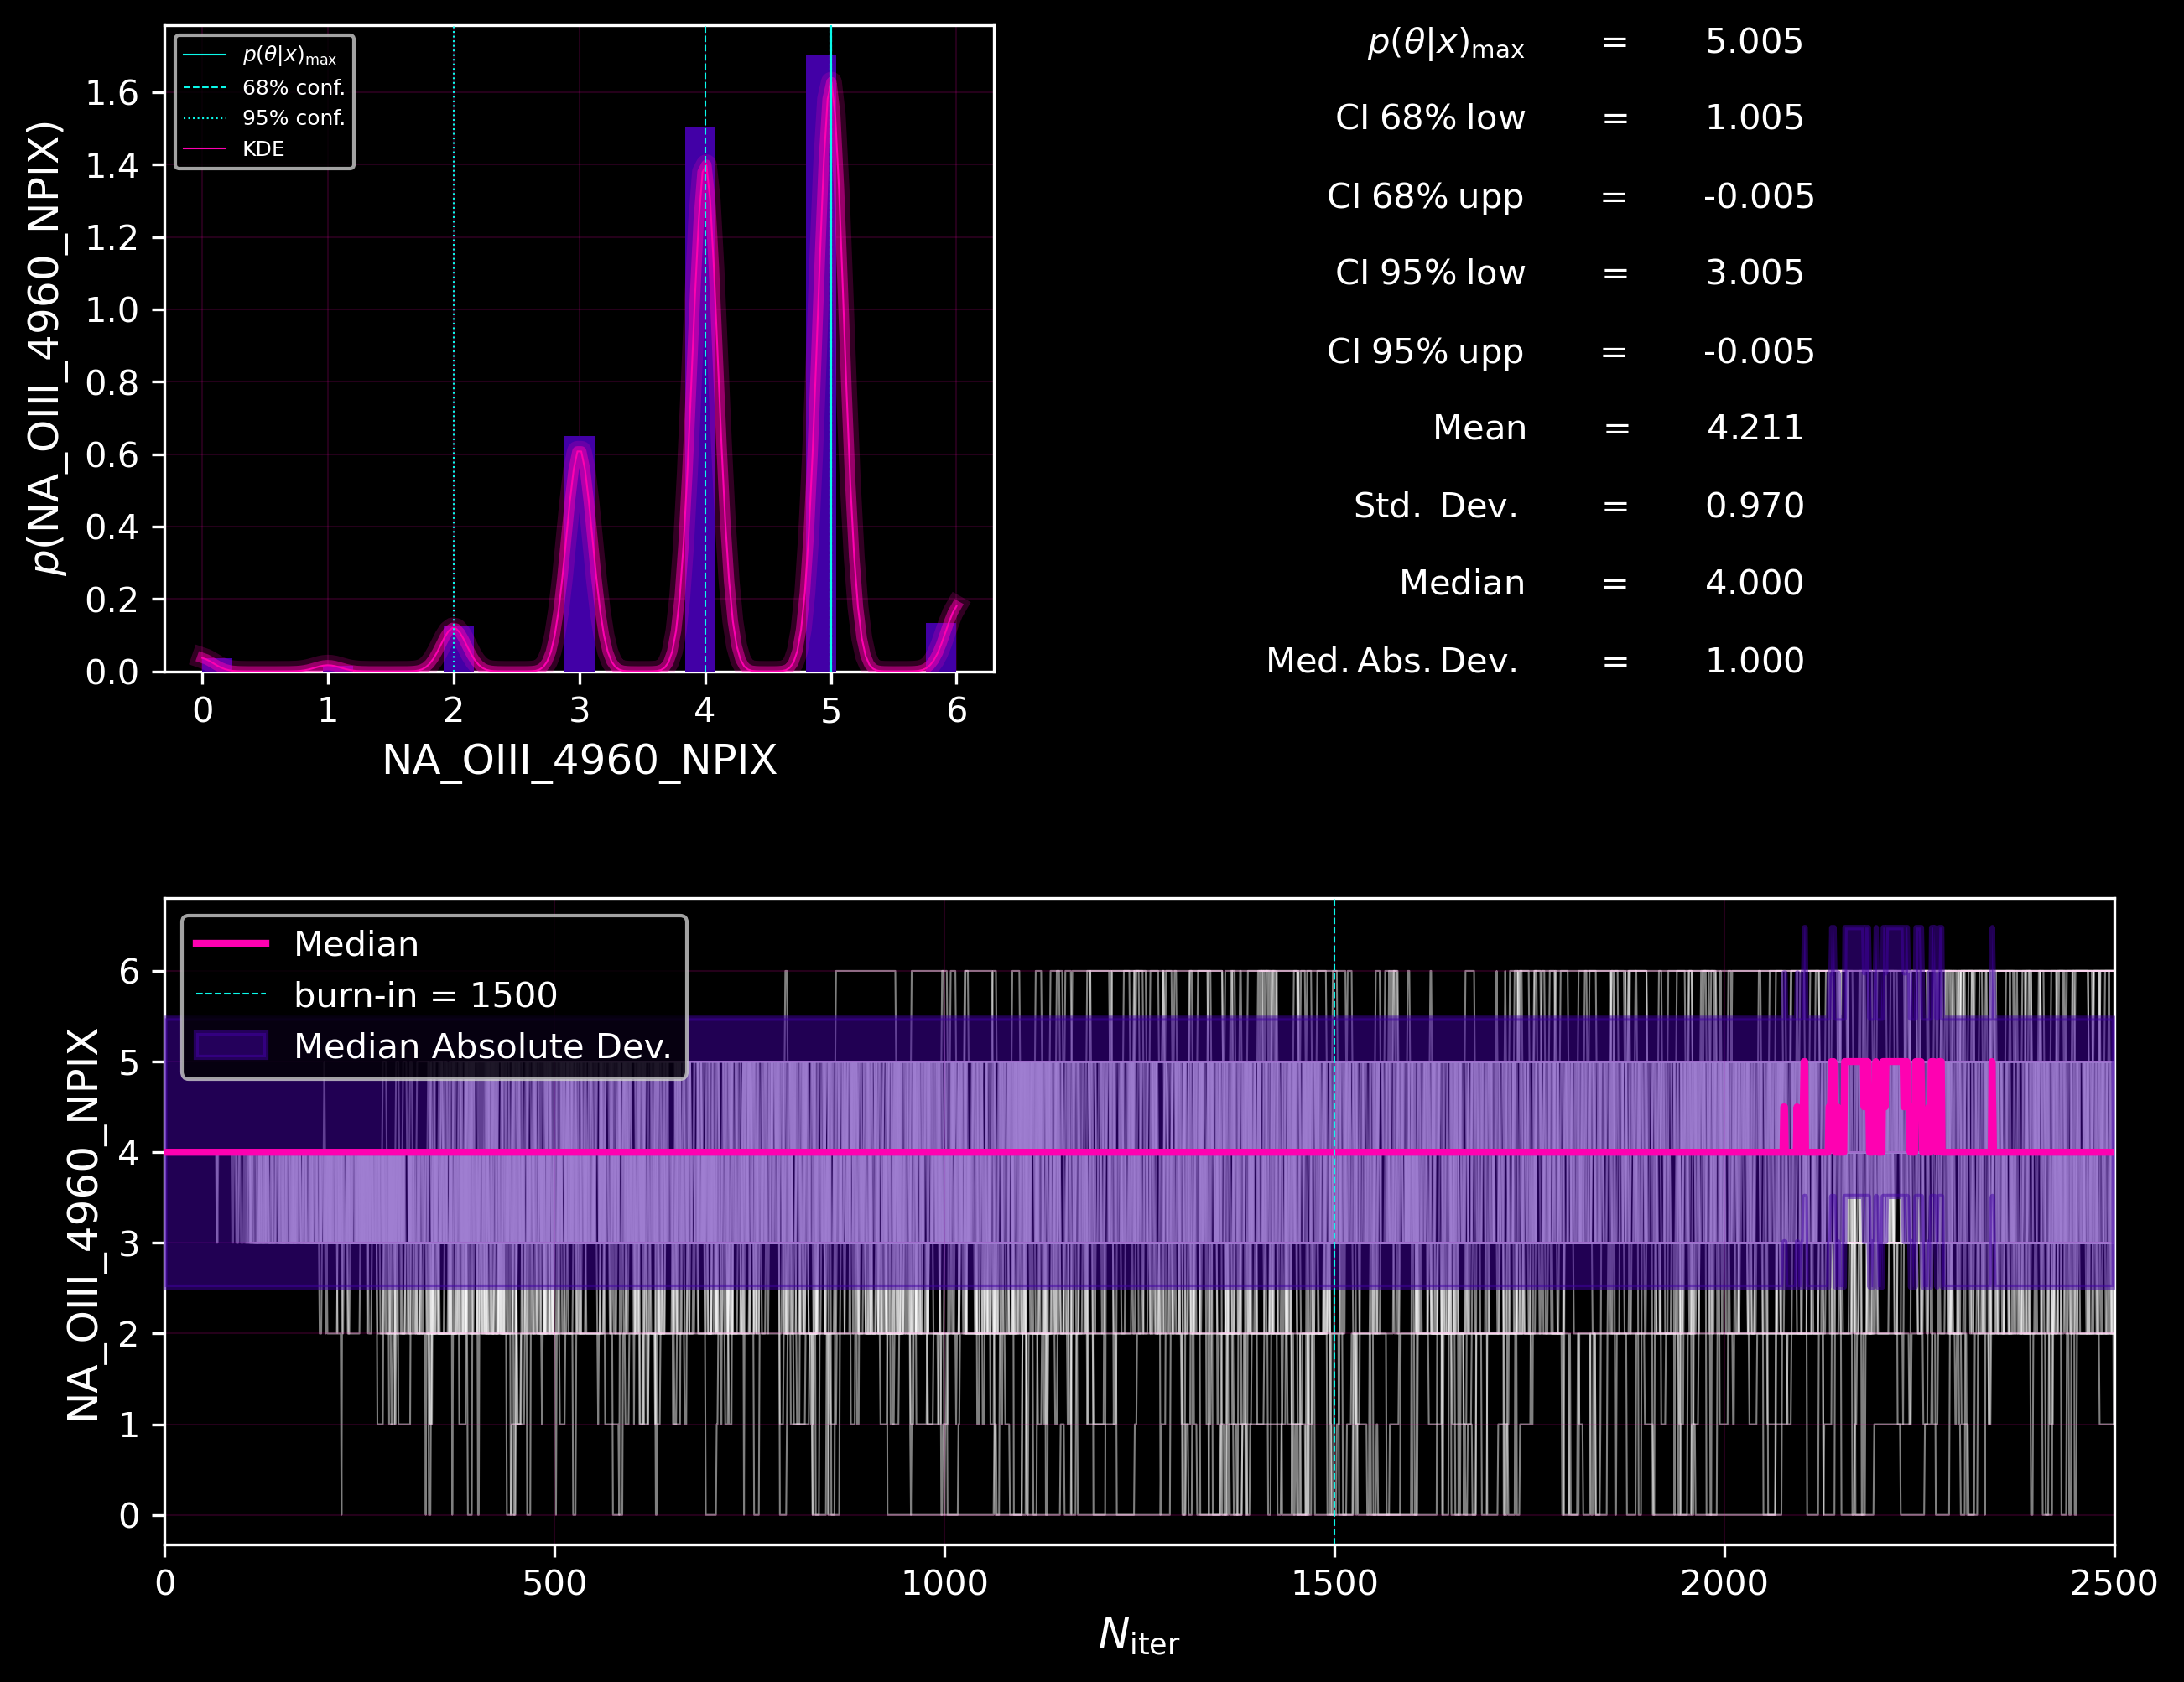 p(θ|x)max
68% conf.
95% conf.
KDE
p(NA_OIII_4960_NPIX)
1.6
1.4
1.2
1.0
0.8
0.6
0.4
0.2
0.0
0 1 2 3 4 5 6
NA_OIII_4960_NPIX
p(θ|x)max = 5.005
CI 68% low = 1.005
CI 68% upp = -0.005
CI 95% low = 3.005
CI 95% upp = -0.005
Mean = 4.211
Std. Dev. = 0.970
Median = 4.000
Med. Abs. Dev. = 1.000
Median
burn-in = 1500
Median Absolute Dev.
NA_OIII_4960_NPIX
6
5
4
3
2
1
0
0 500 1000 1500 2000 2500
Niter